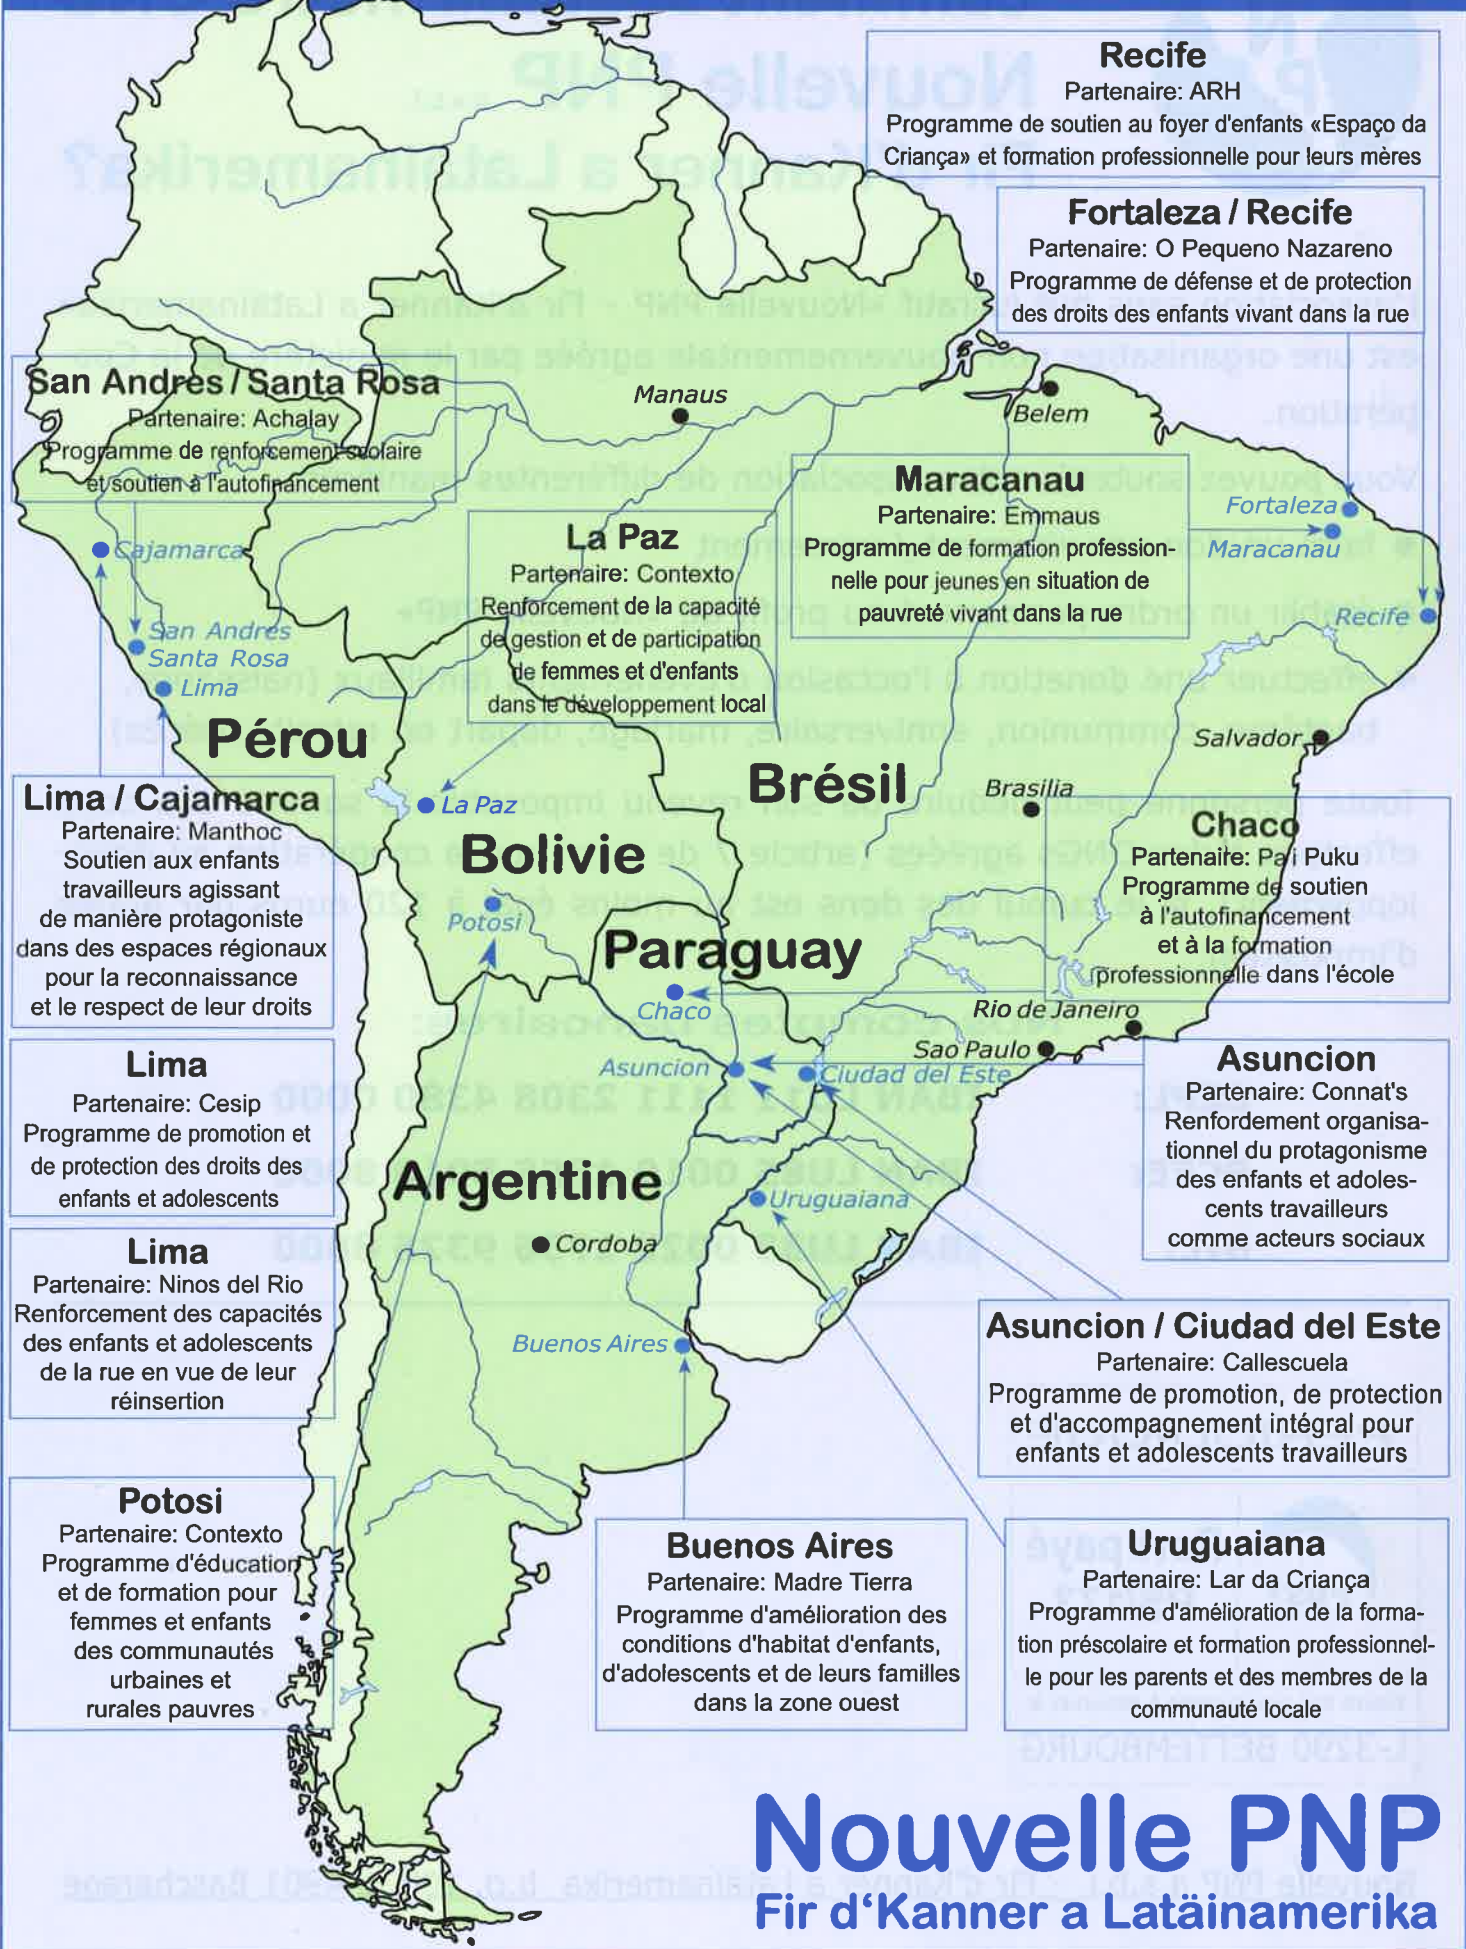 Recife
Partenaire: ARH
Programme de soutien au foyer d'enfants «Espaço da
Criança» et formation professionnelle pour leurs mères
Fortaleza / Recife
Partenaire: O Pequeno Nazareno
Programme de défense et de protection
des droits des enfants vivant dans la rue
San Andres / Santa Rosa
Partenaire: Achalay
Programme de renforcement scolaire
et soutien à l'autofinancement
Manaus
Belem
Maracanau
Partenaire: Emmaus
Programme de formation profession-
nelle pour jeunes en situation de
pauvreté vivant dans la rue
Fortaleza
Maracanau
Recife
La Paz
Partenaire: Contexto
Renforcement de la capacité
de gestion et de participation
de femmes et d'enfants
dans le développement local
Cajamarca
San Andres
Santa Rosa
Lima
Pérou
Brésil
Salvador
Brasilia
La Paz
Bolivie
Potosi
Paraguay
Chaco
Lima / Cajamarca
Partenaire: Manthoc
Soutien aux enfants
travailleurs agissant
de manière protagoniste
dans des espaces régionaux
pour la reconnaissance
et le respect de leur droits
Chaco
Partenaire: Pa'i Puku
Programme de soutien
à l'autofinancement
et à la formation
professionnelle dans l'école
Rio de Janeiro
Sao Paulo
Asuncion
Ciudad del Este
Lima
Partenaire: Cesip
Programme de promotion et
de protection des droits des
enfants et adolescents
Asuncion
Partenaire: Connat's
Renfordement organisa-
tionnel du protagonisme
des enfants et adoles-
cents travailleurs
comme acteurs sociaux
Argentine
Uruguaiana
Cordoba
Buenos Aires
Lima
Partenaire: Ninos del Rio
Renforcement des capacités
des enfants et adolescents
de la rue en vue de leur
réinsertion
Asuncion / Ciudad del Este
Partenaire: Callescuela
Programme de promotion, de protection
et d'accompagnement intégral pour
enfants et adolescents travailleurs
Potosi
Partenaire: Contexto
Programme d'éducation
et de formation pour
femmes et enfants
des communautés
urbaines et
rurales pauvres
Buenos Aires
Partenaire: Madre Tierra
Programme d'amélioration des
conditions d'habitat d'enfants,
d'adolescents et de leurs familles
dans la zone ouest
Uruguaiana
Partenaire: Lar da Criança
Programme d'amélioration de la forma-
tion préscolaire et formation professionnel-
le pour les parents et des membres de la
communauté locale
Nouvelle PNP
Fir d'Kanner a Latäinamerika